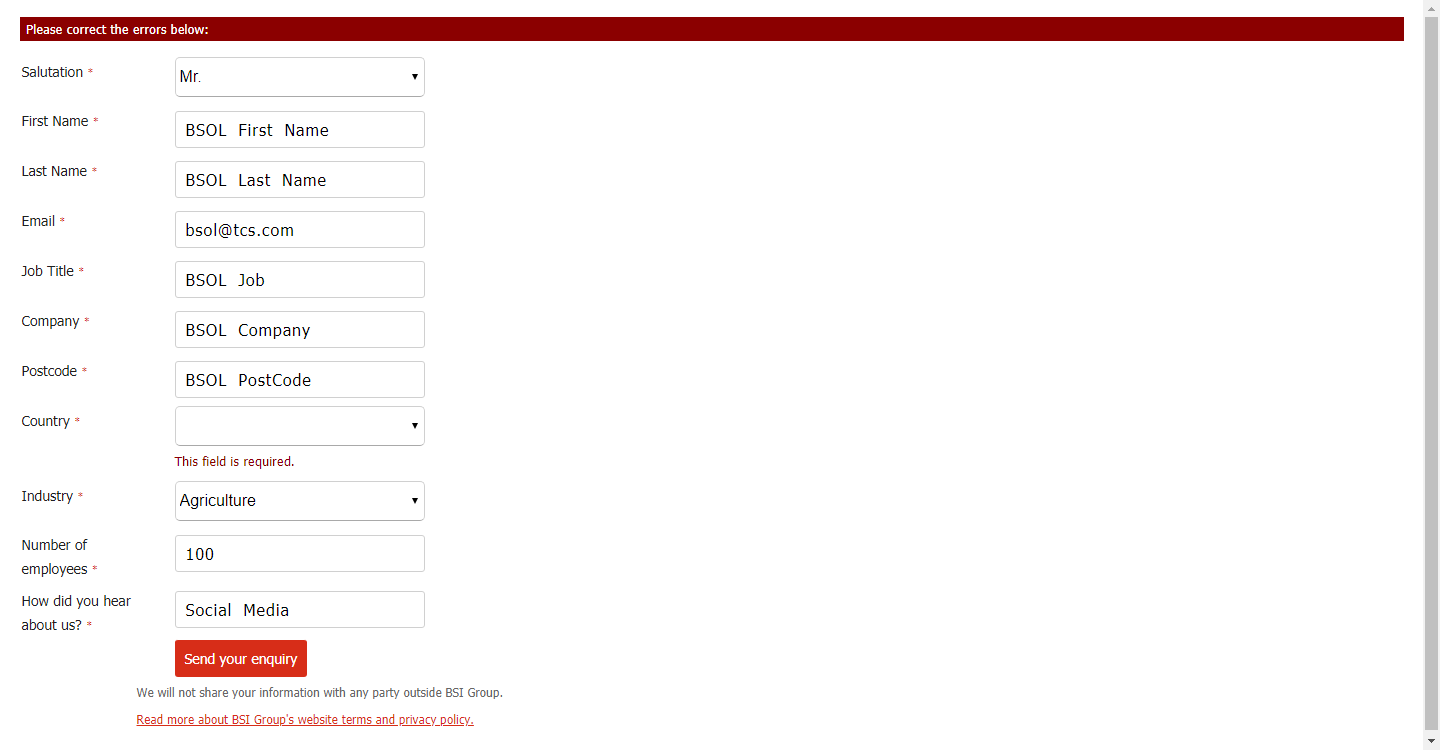 Please correct the errors below:
Salutation *
Mr.
First Name *
BSOL First Name
Last Name *
BSOL Last Name
Email *
bsol@tcs.com
Job Title *
BSOL Job
Company *
BSOL Company
Postcode *
BSOL PostCode
Country *
This field is required.
Industry *
Agriculture
Number of
employees *
100
How did you hear
about us? *
Social Media
Send your enquiry
We will not share your information with any party outside BSI Group.
Read more about BSI Group's website terms and privacy policy.